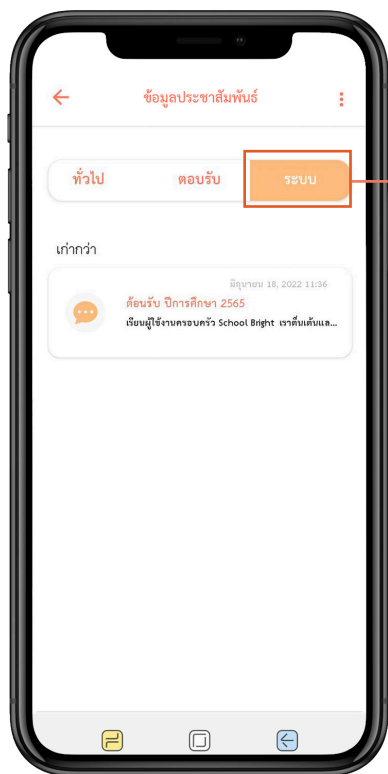 ข้อมูลประชาสัมพันธ์
ทั่วไป ตอบรับ ระบบ
เก่ากว่า
มิถุนายน 18, 2022 11:36
ต้อนรับ ปีการศึกษา 2565
เรียนผู้ใช้งานครอบครัว School Bright เราตื่นเต้นแล...